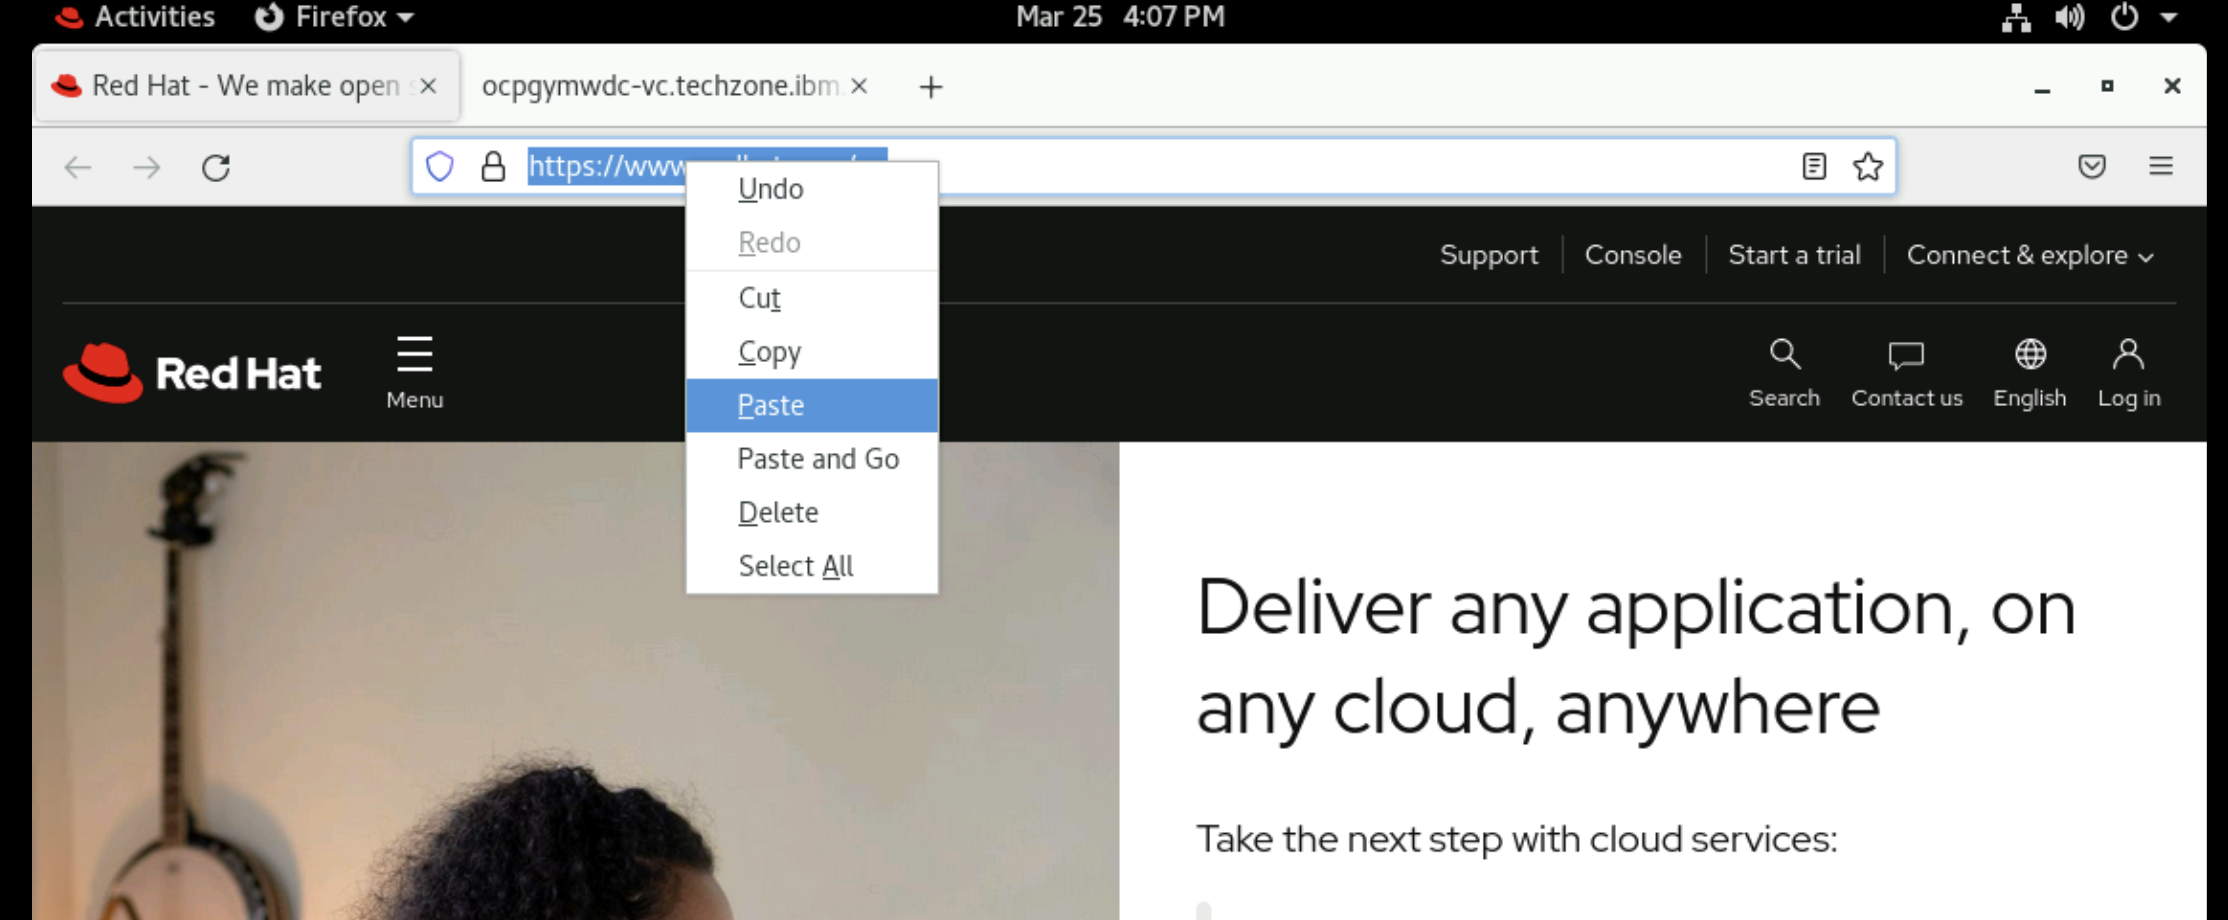 Activities Firefox Mar 25 4:07 PM
Red Hat - We make open ocpgymwdc-vc.techzone.ibm.
https://www
Undo
Redo
Cut
Copy
Paste
Paste and Go
Delete
Select All
Support Console Start a trial Connect & explore
Red Hat Menu Search Contact us English Log in
Deliver any application, on
any cloud, anywhere
Take the next step with cloud services: